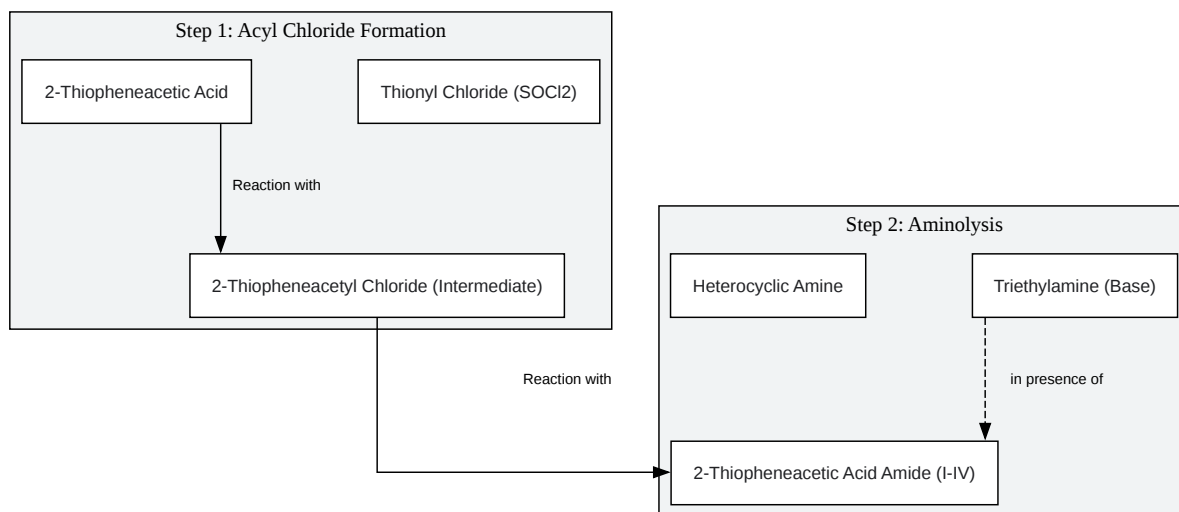 Step 1: Acyl Chloride Formation
2-Thiopheneacetic Acid
Thionyl Chloride (SOCl2)
Reaction with
2-Thiopheneacetyl Chloride (Intermediate)
Step 2: Aminolysis
Heterocyclic Amine
Triethylamine (Base)
Reaction with
in presence of
2-Thiopheneacetic Acid Amide (I-IV)